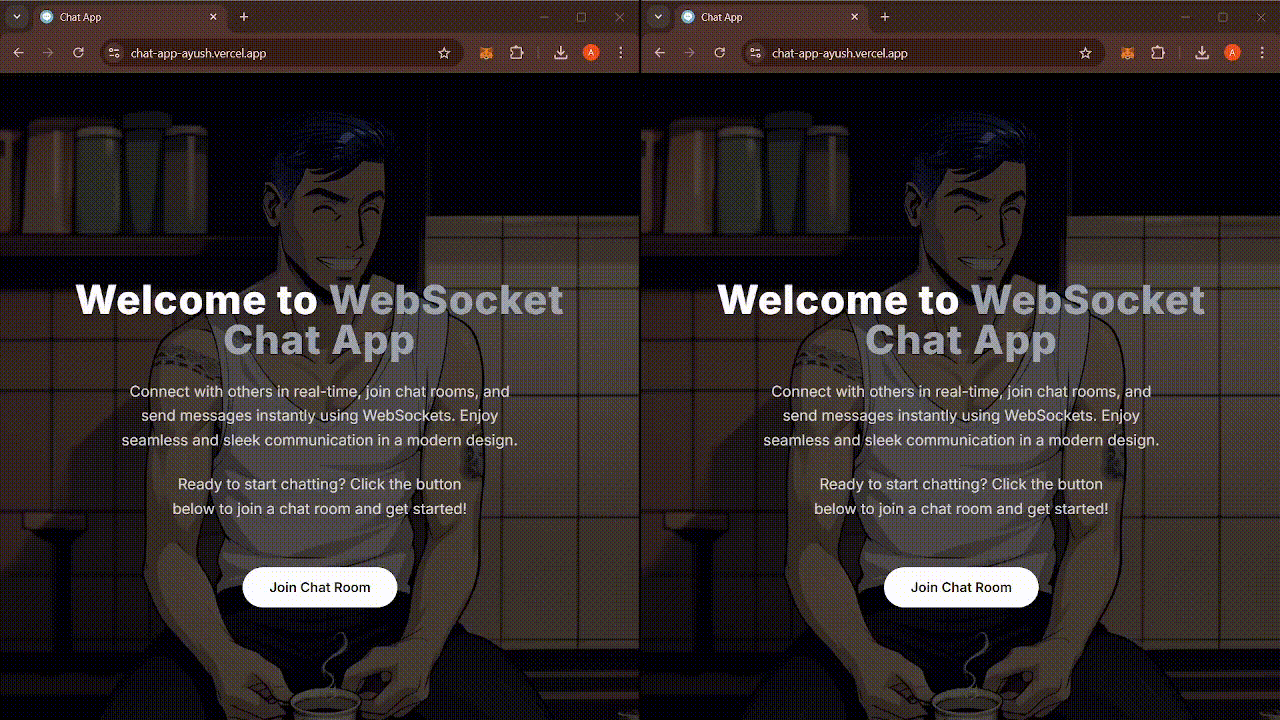 Chat App
chat-app-ayush.vercel.app
A
Welcome to WebSocket
Chat App
Connect with others in real-time, join chat rooms, and
send messages instantly using WebSockets. Enjoy
seamless and sleek communication in a modern design.
Ready to start chatting? Click the button
below to join a chat room and get started!
Join Chat Room
Chat App
chat-app-ayush.vercel.app
A
Welcome to WebSocket
Chat App
Connect with others in real-time, join chat rooms, and
send messages instantly using WebSockets. Enjoy
seamless and sleek communication in a modern design.
Ready to start chatting? Click the button
below to join a chat room and get started!
Join Chat Room